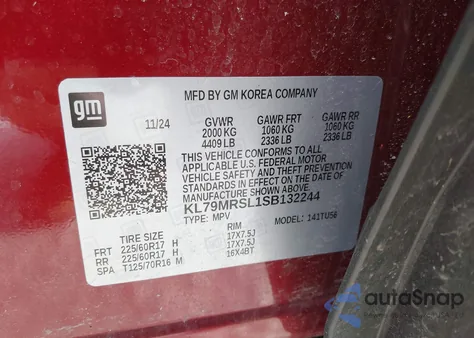 gm
MFD BY GM KOREA COMPANY
11/24 GVWR GAWR FRT GAWR RR
2000 KG 1060 KG 1060 KG
4409 LB 2336 LB 2336 LB
THIS VEHICLE CONFORMS TO ALL
APPLICABLE U.S. FEDERAL MOTOR
VEHICLE SAFETY AND THEFT PREVENTION
STANDARDS IN EFFECT ON THE DATE OF
MANUFACTURE SHOWN ABOVE.
KL79MRSL1SB132244
TYPE: MPV MODEL: 141TU56
TIRE SIZE RIM
FRT 225/60R17 H 17X7.5J
RR 225/60R17 H 17X7.5J
SPA T125/70R16 M 16X4BT
autoSnap